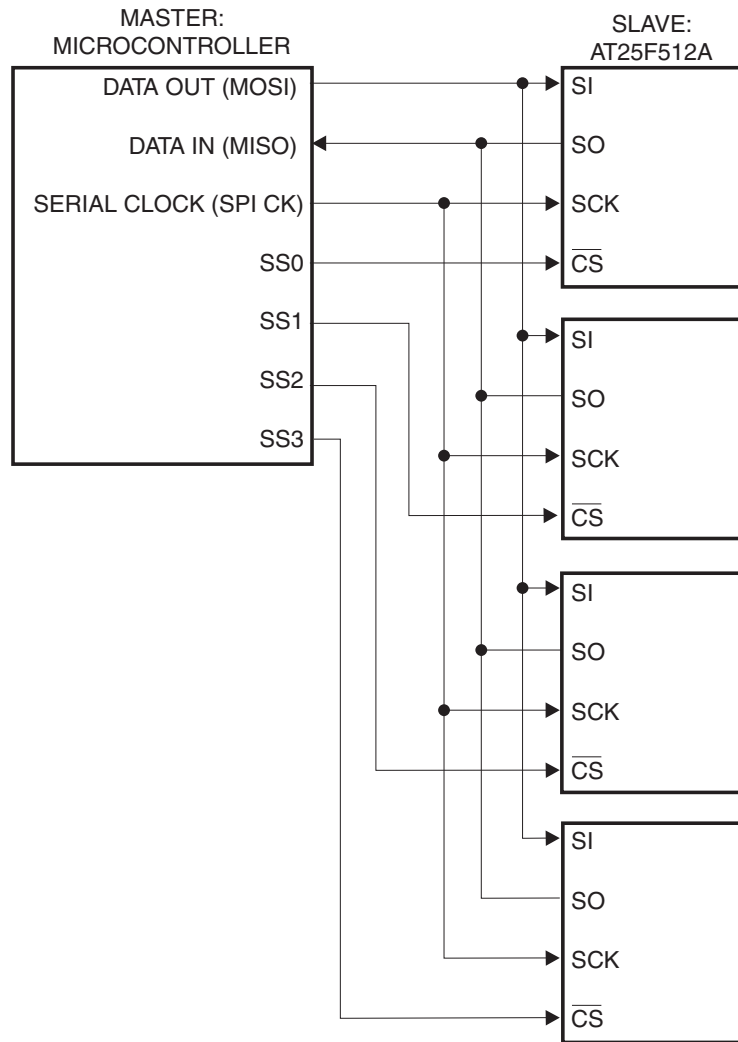 MASTER:
MICROCONTROLLER
DATA OUT (MOSI)
DATA IN (MISO)
SERIAL CLOCK (SPI CK)
SS0
SS1
SS2
SS3
SLAVE:
AT25F512A
SI
SO
SCK
CS
SI
SO
SCK
CS
SI
SO
SCK
CS
SI
SO
SCK
CS